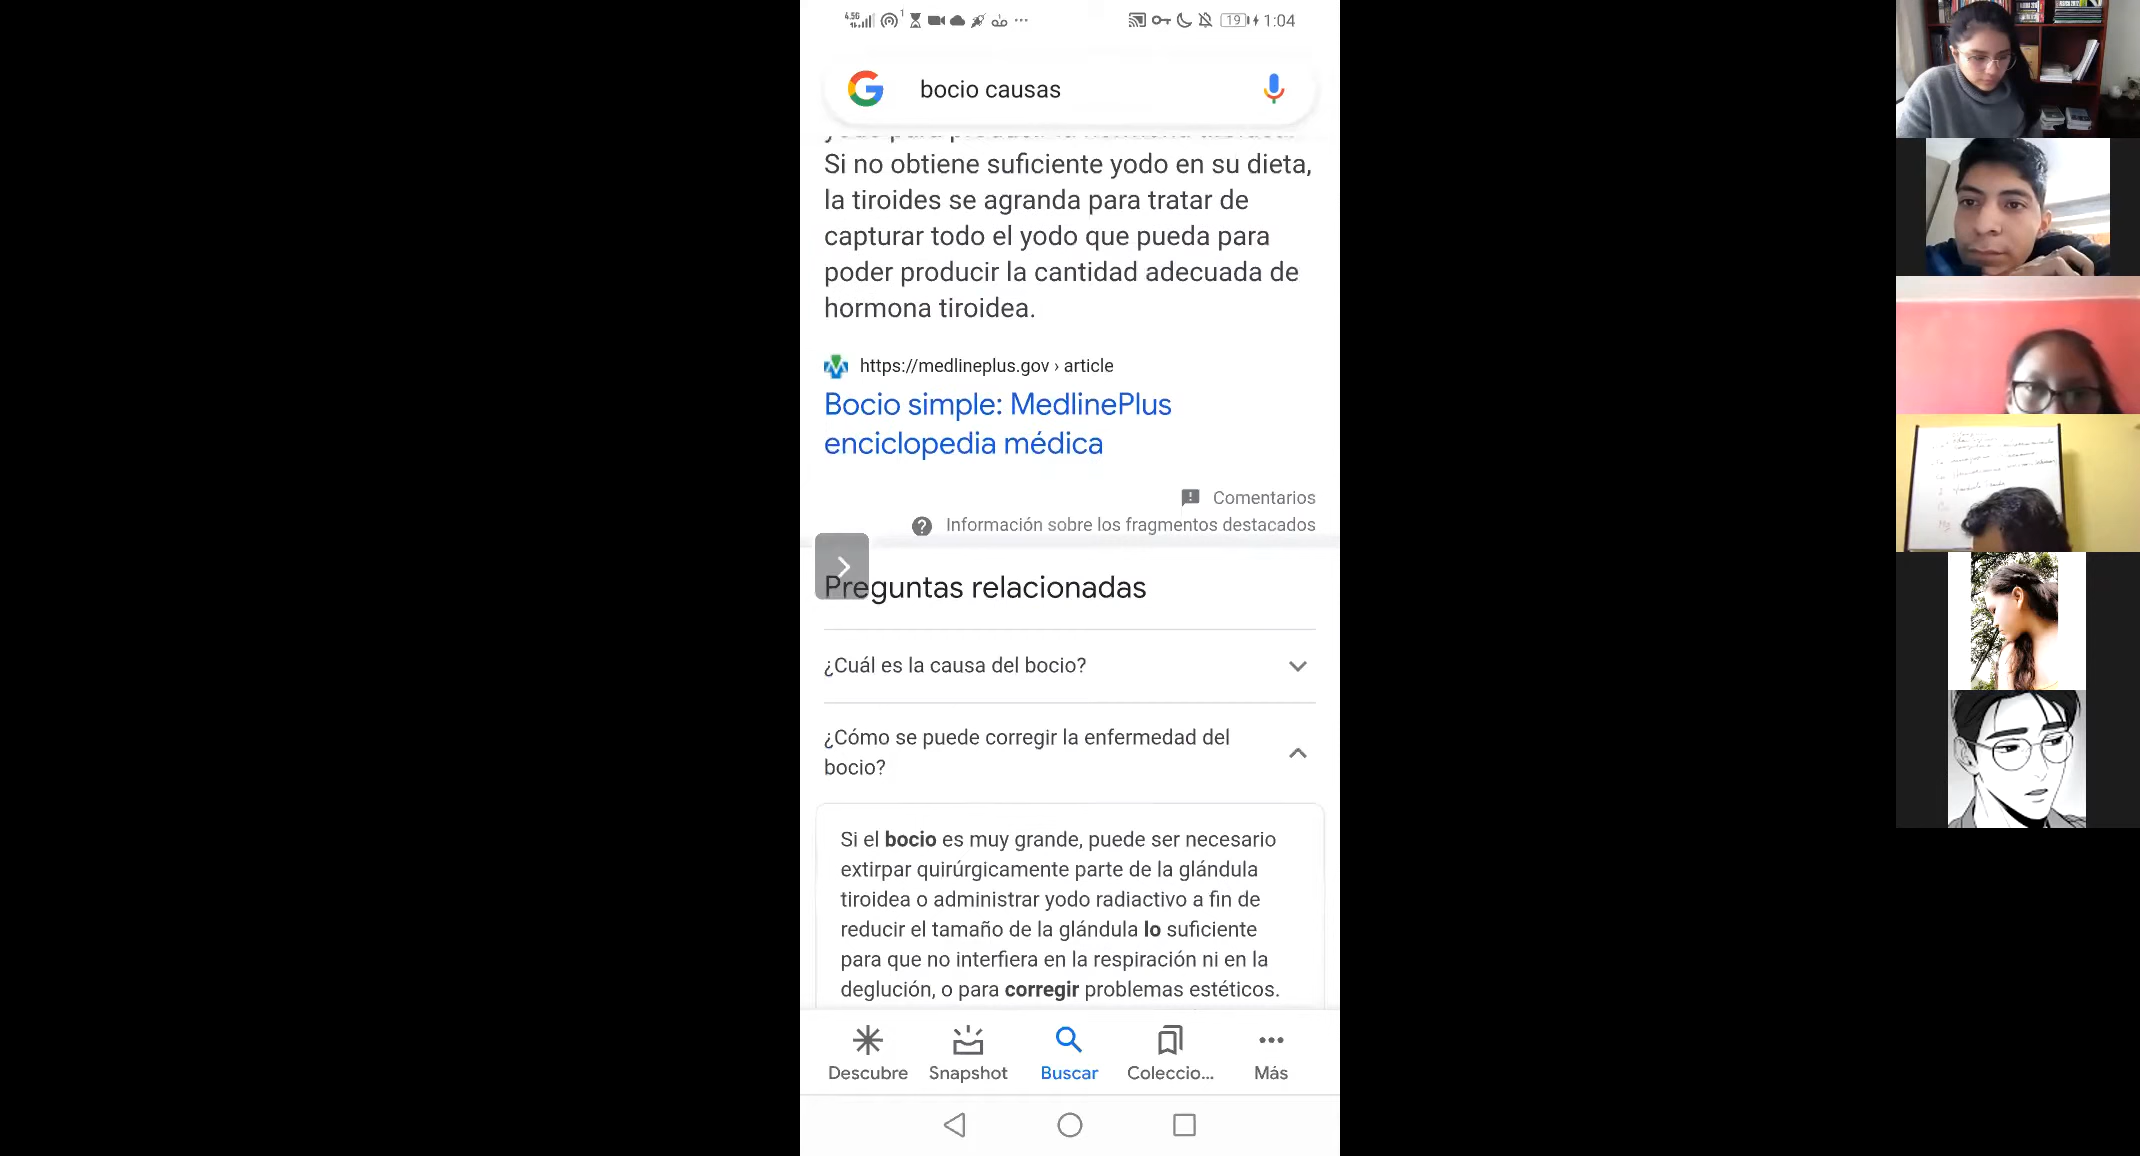 4.5G
1
19
1:04
bocio causas
Si no obtiene suficiente yodo en su dieta,
la tiroides se agranda para tratar de
capturar todo el yodo que pueda para
poder producir la cantidad adecuada de
hormona tiroidea.
https://medlineplus.gov › article
Bocio simple: MedlinePlus
enciclopedia médica
Comentarios
Información sobre los fragmentos destacados
Preguntas relacionadas
¿Cuál es la causa del bocio?
¿Cómo se puede corregir la enfermedad del
bocio?
Si el bocio es muy grande, puede ser necesario
extirpar quirúrgicamente parte de la glándula
tiroidea o administrar yodo radiactivo a fin de
reducir el tamaño de la glándula lo suficiente
para que no interfiera en la respiración ni en la
deglución, o para corregir problemas estéticos.
Descubre
Snapshot
Buscar
Coleccio...
Más